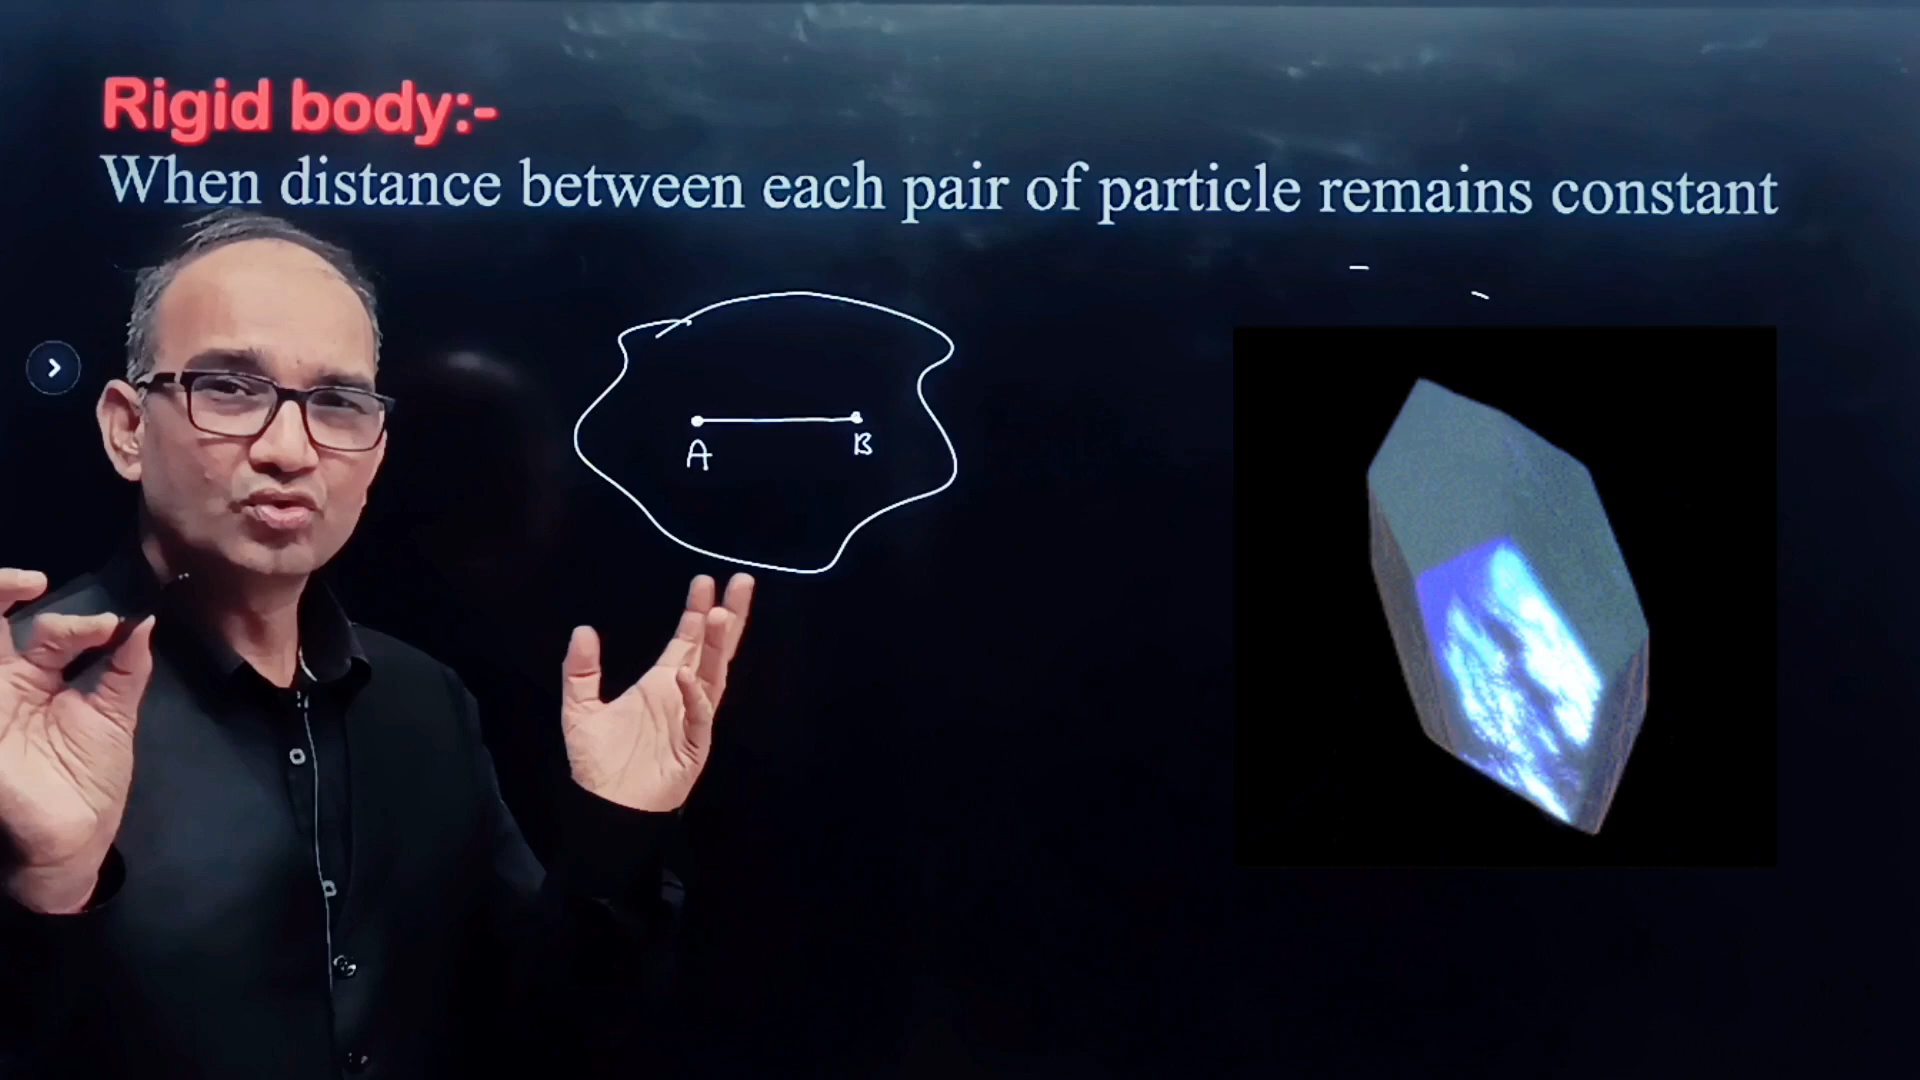 Rigid body:-
When distance between each pair of particle remains constant
A
B